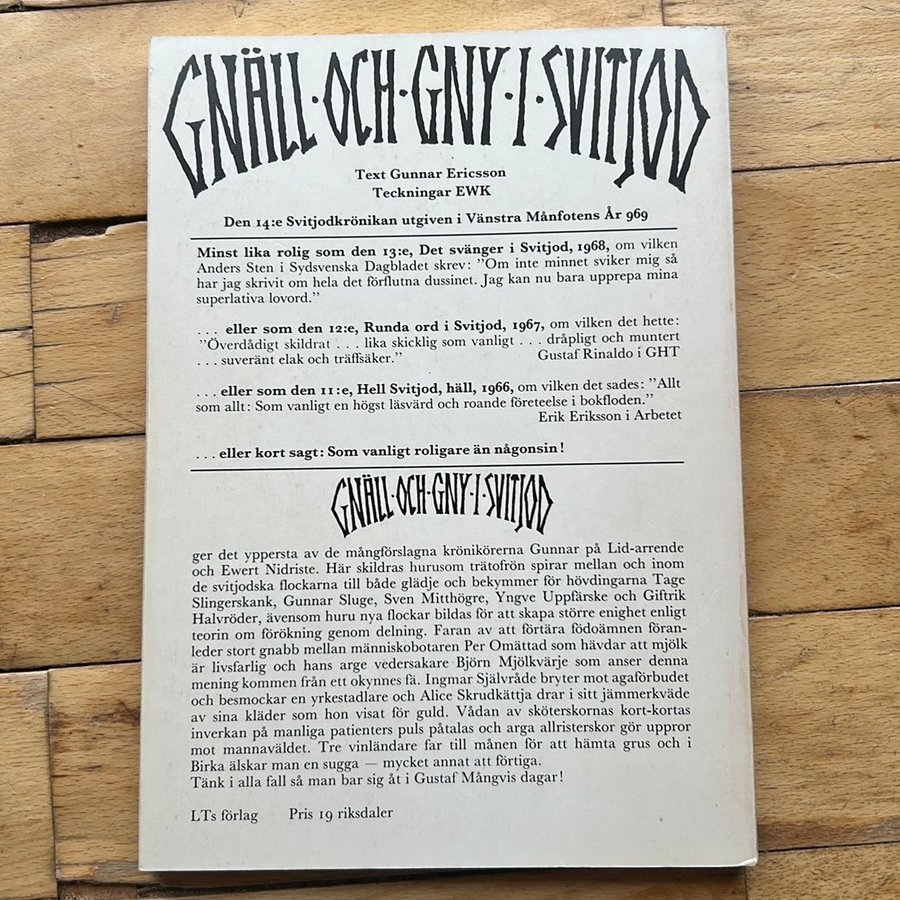 GNÄLL·OCH·GNY·I·SVITJOD
Text Gunnar Ericsson
Teckningar EWK
Den 14:e Svitjodkrönikan utgiven i Vänstra Månfotens År 969
Minst lika rolig som den 13:e, Det svänger i Svitjod, 1968, om vilken
Anders Sten i Sydsvenska Dagbladet skrev: ”Om inte minnet sviker mig så
har jag skrivit om hela det förflutna dussinet. Jag kan nu bara upprepa mina
superlativa lovord.”
. . . eller som den 12:e, Runda ord i Svitjod, 1967, om vilken det hette:
”Överdådigt skildrat . . . lika skicklig som vanligt . . . dråpligt och muntert
. . . suveränt elak och träffsäker.” Gustaf Rinaldo i GHT
. . . eller som den 11:e, Hell Svitjod, häll, 1966, om vilken det sades: ”Allt
som allt: Som vanligt en högst läsvärd och roande företeelse i bokfloden.”
Erik Eriksson i Arbetet
. . . eller kort sagt: Som vanligt roligare än någonsin!
GNÄLL·OCH·GNY·I·SVITJOD
ger det yppersta av de mångförslagna krönikörerna Gunnar på Lid-arrende
och Ewert Nidriste. Här skildras hurusom trätofrön spirar mellan och inom
de svitjodska flockarna till både glädje och bekymmer för hövdingarna Tage
Slingerskank, Gunnar Sluge, Sven Mitthögre, Yngve Uppfärske och Giftrik
Halvröder, ävensom huru nya flockar bildas för att skapa större enighet enligt
teorin om förökning genom delning. Faran av att förtära födoämnen föran-
leder stort gnabb mellan människobotaren Per Omättad som hävdar att mjölk
är livsfarlig och hans arge vedersakare Björn Mjölkvärje som anser denna
mening kommen från ett okynnes fä. Ingmar Självråde bryter mot agaförbudet
och besmockar en yrkestadlare och Alice Skrudkättja drar i sitt jämmerkväde
av sina kläder som hon visat för guld. Vådan av sköterskornas kort-kortas
inverkan på manliga patienters puls påtalas och arga allristerskor gör uppror
mot mannaväldet. Tre vinländare far till månen för att hämta grus och i
Birka älskar man en sugga — mycket annat att förtiga.
Tänk i alla fall så man bar sig åt i Gustaf Mångvis dagar!
LTs förlag Pris 19 riksdaler